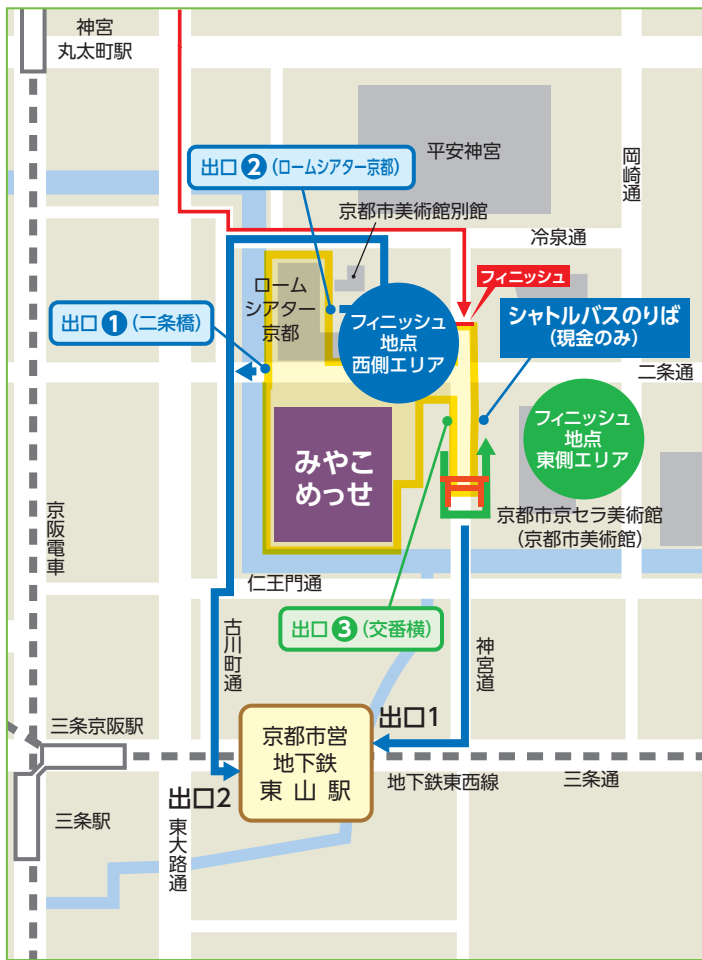 神宮
丸太町駅
平安神宮
岡崎通
出口 2 (ロームシアター京都)
京都市美術館別館
冷泉通
フィニッシュ
ローム
シアター
京都
出口 1 (二条橋)
フィニッシュ
地点
西側エリア
シャトルバスのりば
(現金のみ)
二条通
フィニッシュ
地点
東側エリア
みやこ
めっせ
京都市京セラ美術館
(京都市美術館)
京阪電車
仁王門通
出口 3 (交番横)
古川町通
神宮道
出口1
三条京阪駅
京都市営
地下鉄
東山駅
地下鉄東西線
三条通
出口2
三条駅
東大路通